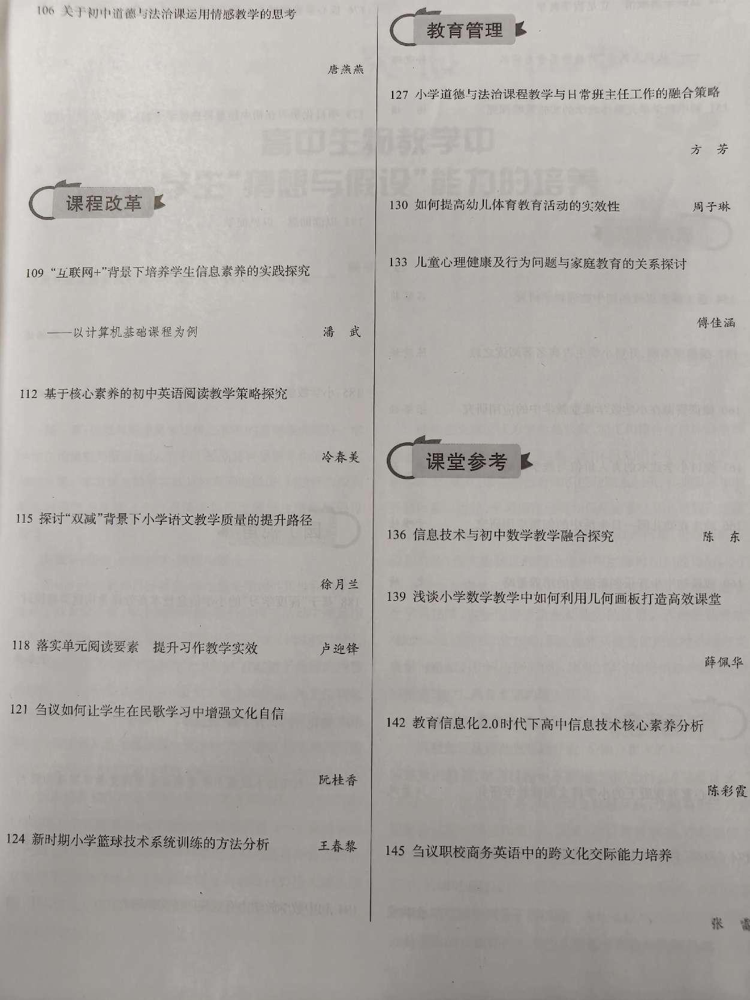 106 关于初中道德与法治课运用情感教学的思考
唐燕燕
课程改革
109 “互联网+”背景下培养学生信息素养的实践探究
——以计算机基础课程为例 潘 武
112 基于核心素养的初中英语阅读教学策略探究
冷春美
115 探讨“双减”背景下小学语文教学质量的提升路径
徐月兰
118 落实单元阅读要素 提升习作教学实效 卢迎锋
121 刍议如何让学生在民歌学习中增强文化自信
阮桂香
124 新时期小学篮球技术系统训练的方法分析 王春黎
教育管理
127 小学道德与法治课程教学与日常班主任工作的融合策略
方 芳
130 如何提高幼儿体育教育活动的实效性 周子琳
133 儿童心理健康及行为问题与家庭教育的关系探讨
傅佳涵
课堂参考
136 信息技术与初中数学教学融合探究 陈 东
139 浅谈小学数学教学中如何利用几何画板打造高效课堂
薛佩华
142 教育信息化2.0时代下高中信息技术核心素养分析
陈彩霞
145 刍议职校商务英语中的跨文化交际能力培养
张